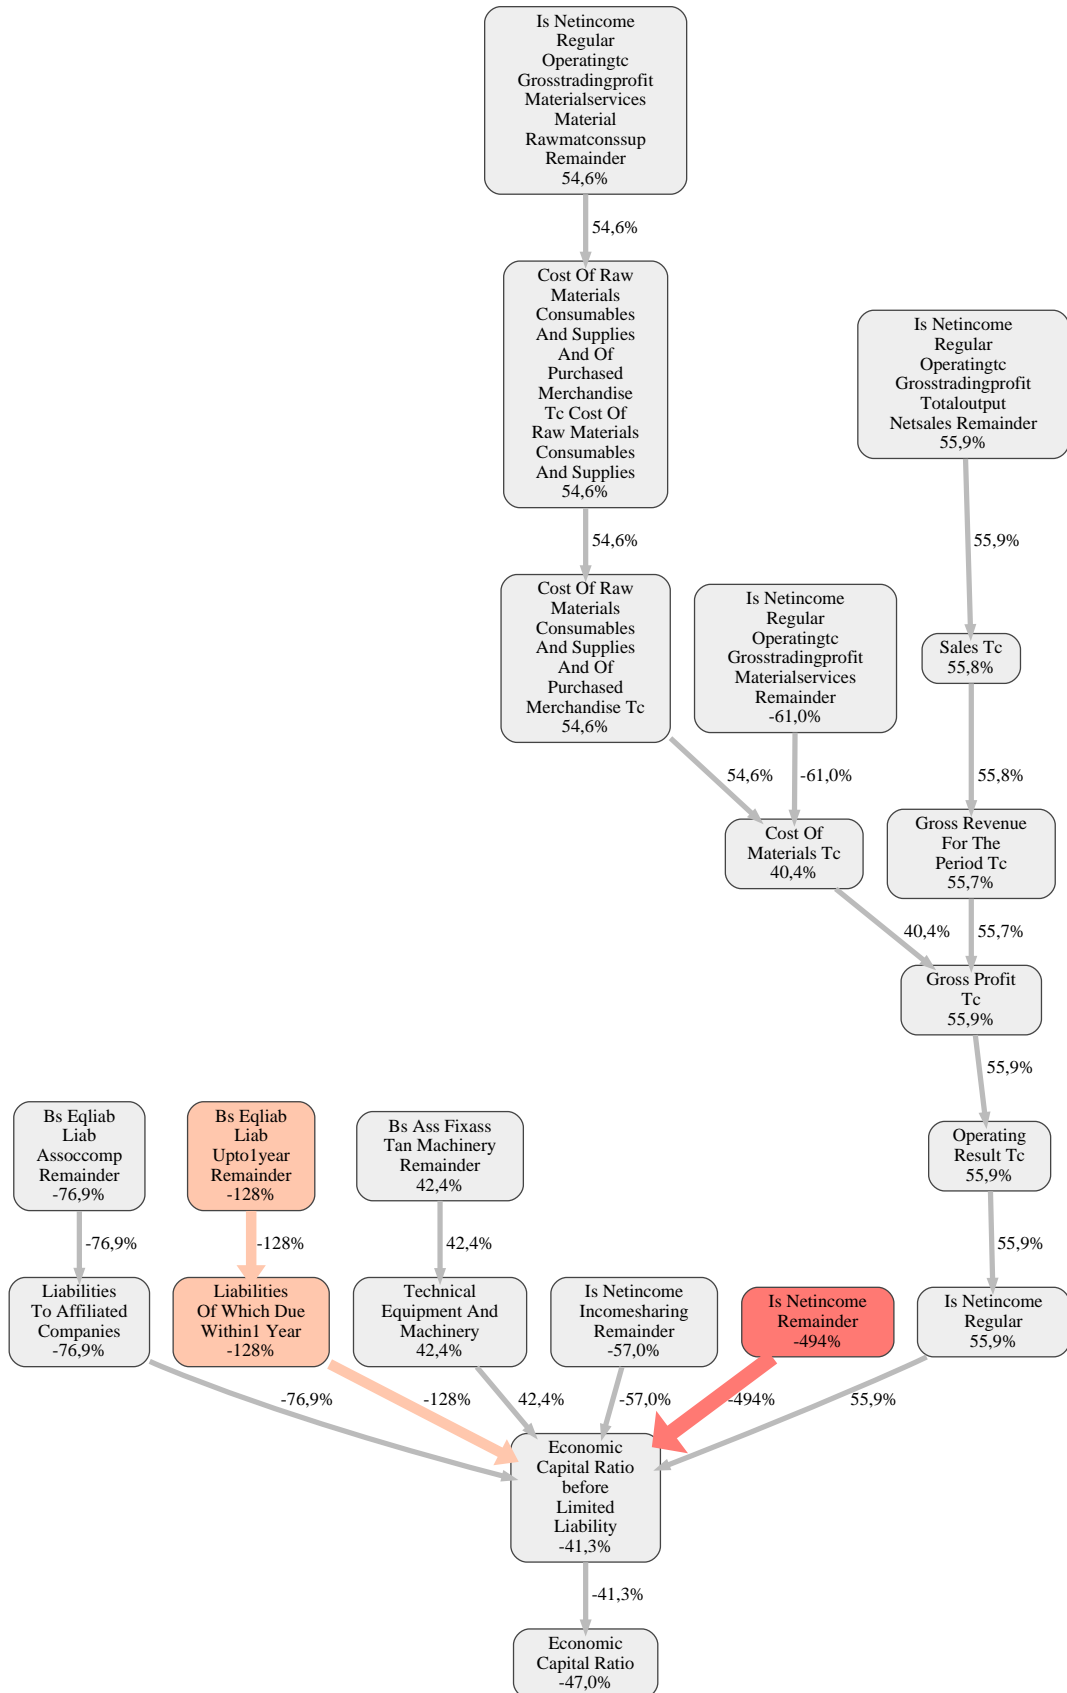 Is Netincome
Regular
Operatingtc
Grosstradingprofit
Materialservices
Material
Rawmatconssup
Remainder
54,6%
54,6%
Cost Of Raw
Materials
Consumables
And Supplies
And Of
Purchased
Merchandise
Tc Cost Of
Raw Materials
Consumables
And Supplies
54,6%
Is Netincome
Regular
Operatingtc
Grosstradingprofit
Totaloutput
Netsales Remainder
55,9%
54,6%
55,9%
Cost Of Raw
Materials
Consumables
And Supplies
And Of
Purchased
Merchandise Tc
54,6%
Is Netincome
Regular
Operatingtc
Grosstradingprofit
Materialservices
Remainder
-61,0%
Sales Tc
55,8%
54,6%
-61,0%
55,8%
Cost Of
Materials Tc
40,4%
Gross Revenue
For The
Period Tc
55,7%
40,4%
55,7%
Gross Profit
Tc
55,9%
55,9%
Bs Eqliab
Liab
Assoccomp
Remainder
-76,9%
Bs Eqliab
Liab
Upto1year
Remainder
-128%
Bs Ass Fixass
Tan Machinery
Remainder
42,4%
Operating
Result Tc
55,9%
-76,9%
-128%
42,4%
55,9%
Liabilities
To Affiliated
Companies
-76,9%
Liabilities
Of Which Due
Within1 Year
-128%
Technical
Equipment And
Machinery
42,4%
Is Netincome
Incomesharing
Remainder
-57,0%
Is Netincome
Remainder
-494%
Is Netincome
Regular
55,9%
-76,9%
-128%
42,4%
-57,0%
-494%
55,9%
Economic
Capital Ratio
before
Limited
Liability
-41,3%
-41,3%
Economic
Capital Ratio
-47,0%